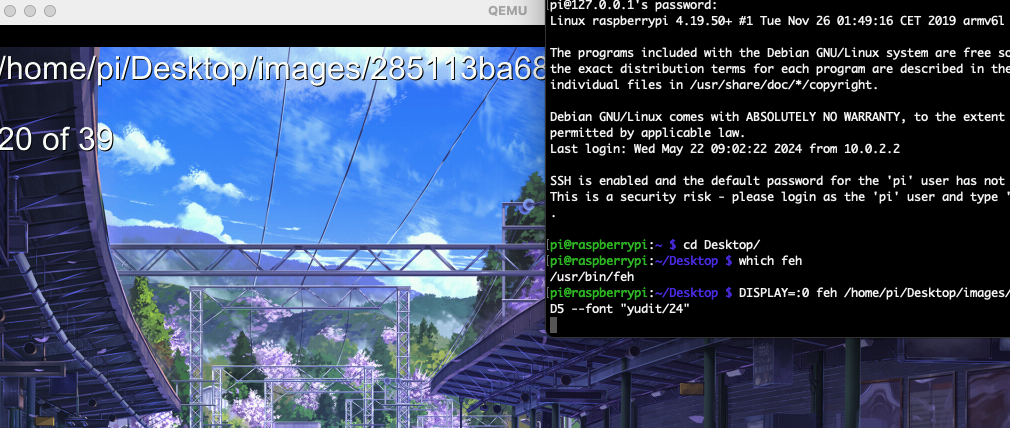 QEMU
/home/pi/Desktop/images/285113ba68
20 of 39
pi@127.0.0.1's password:
Linux raspberrypi 4.19.50+ #1 Tue Nov 26 01:49:16 CET 2019 armv6l
The programs included with the Debian GNU/Linux system are free so
the exact distribution terms for each program are described in the
individual files in /usr/share/doc/*/copyright.
Debian GNU/Linux comes with ABSOLUTELY NO WARRANTY, to the extent
permitted by applicable law.
Last login: Wed May 22 09:02:22 2024 from 10.0.2.2
SSH is enabled and the default password for the 'pi' user has not
This is a security risk - please login as the 'pi' user and type '
.
pi@raspberrypi:~ $ cd Desktop/
pi@raspberrypi:~/Desktop $ which feh
/usr/bin/feh
pi@raspberrypi:~/Desktop $ DISPLAY=:0 feh /home/pi/Desktop/images/
D5 --font "yudit/24"